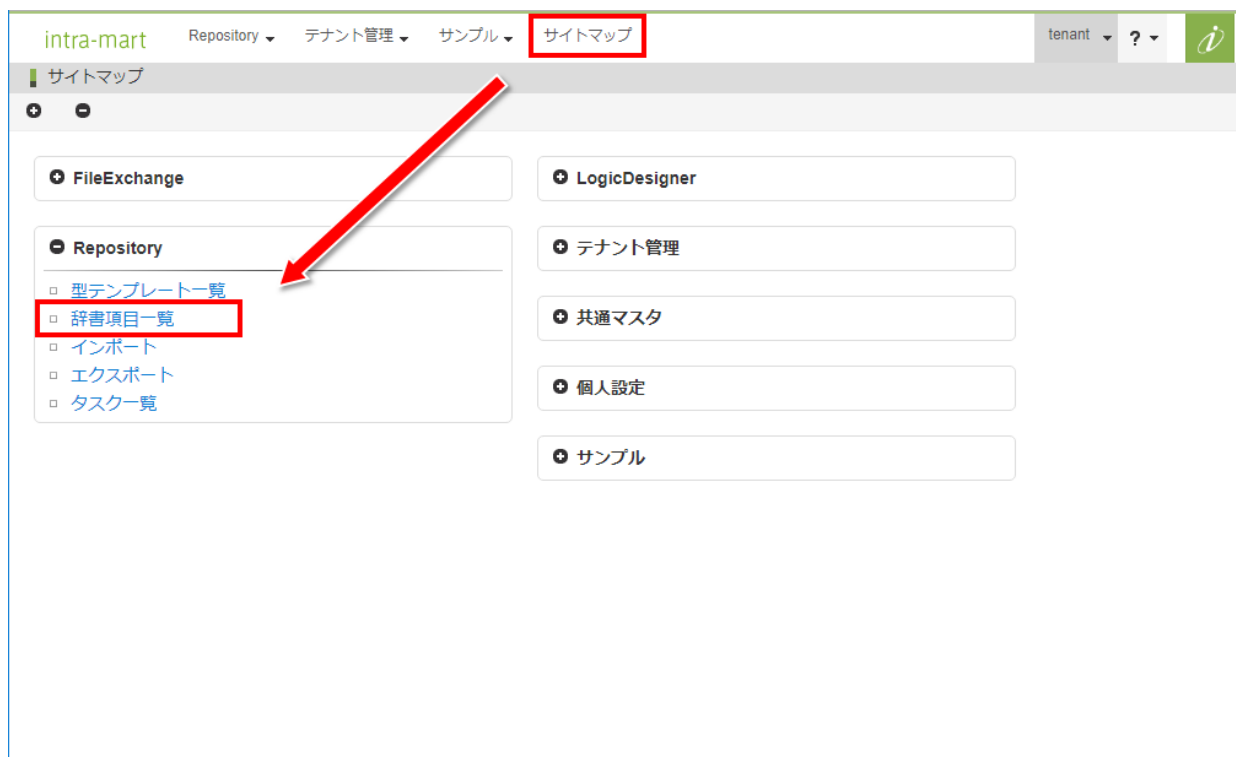 intra-mart Repository テナント管理 サンプル サイトマップ tenant ?
サイトマップ
FileExchange
Repository
型テンプレート一覧
辞書項目一覧
インポート
エクスポート
タスク一覧
LogicDesigner
テナント管理
共通マスタ
個人設定
サンプル